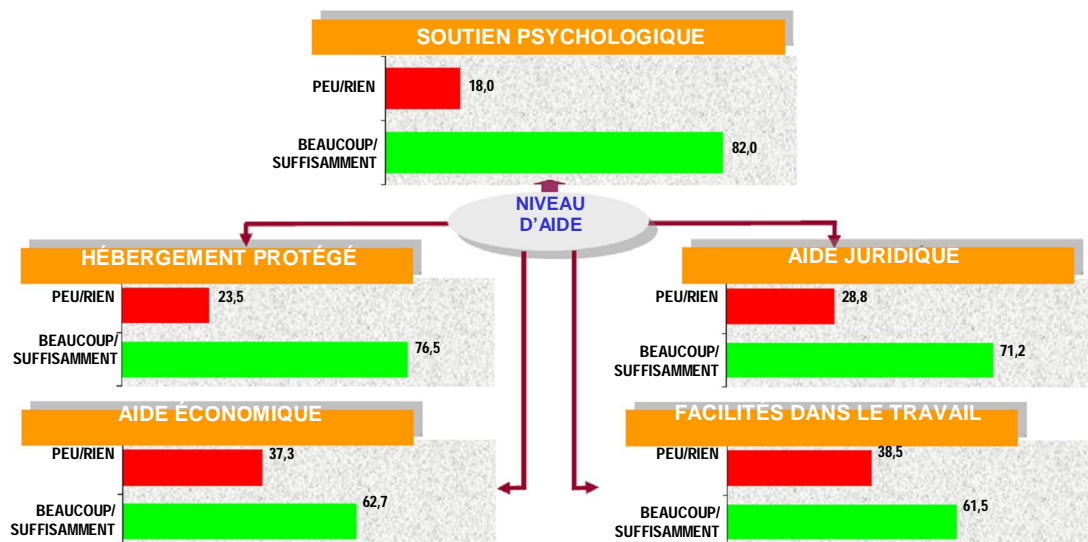 SOUTIEN PSYCHOLOGIQUE
PEU/RIEN
18,0
BEAUCOUP/
SUFFISAMMENT
82,0
NIVEAU
D'AIDE
HÉBERGEMENT PROTÉGÉ
PEU/RIEN
23,5
BEAUCOUP/
SUFFISAMMENT
76,5
AIDE JURIDIQUE
PEU/RIEN
28,8
BEAUCOUP/
SUFFISAMMENT
71,2
AIDE ÉCONOMIQUE
PEU/RIEN
37,3
BEAUCOUP/
SUFFISAMMENT
62,7
FACILITÉS DANS LE TRAVAIL
PEU/RIEN
38,5
BEAUCOUP/
SUFFISAMMENT
61,5